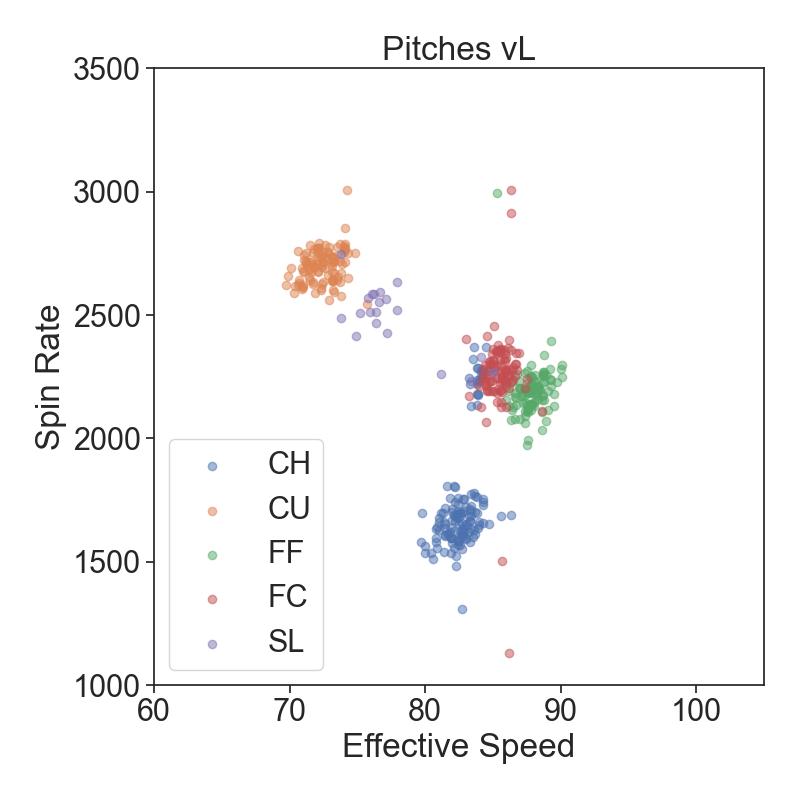 Pitches vL
3500
3000
2500
2000
1500
1000
Spin Rate
CH
CU
FF
FC
SL
60 70 80 90 100
Effective Speed